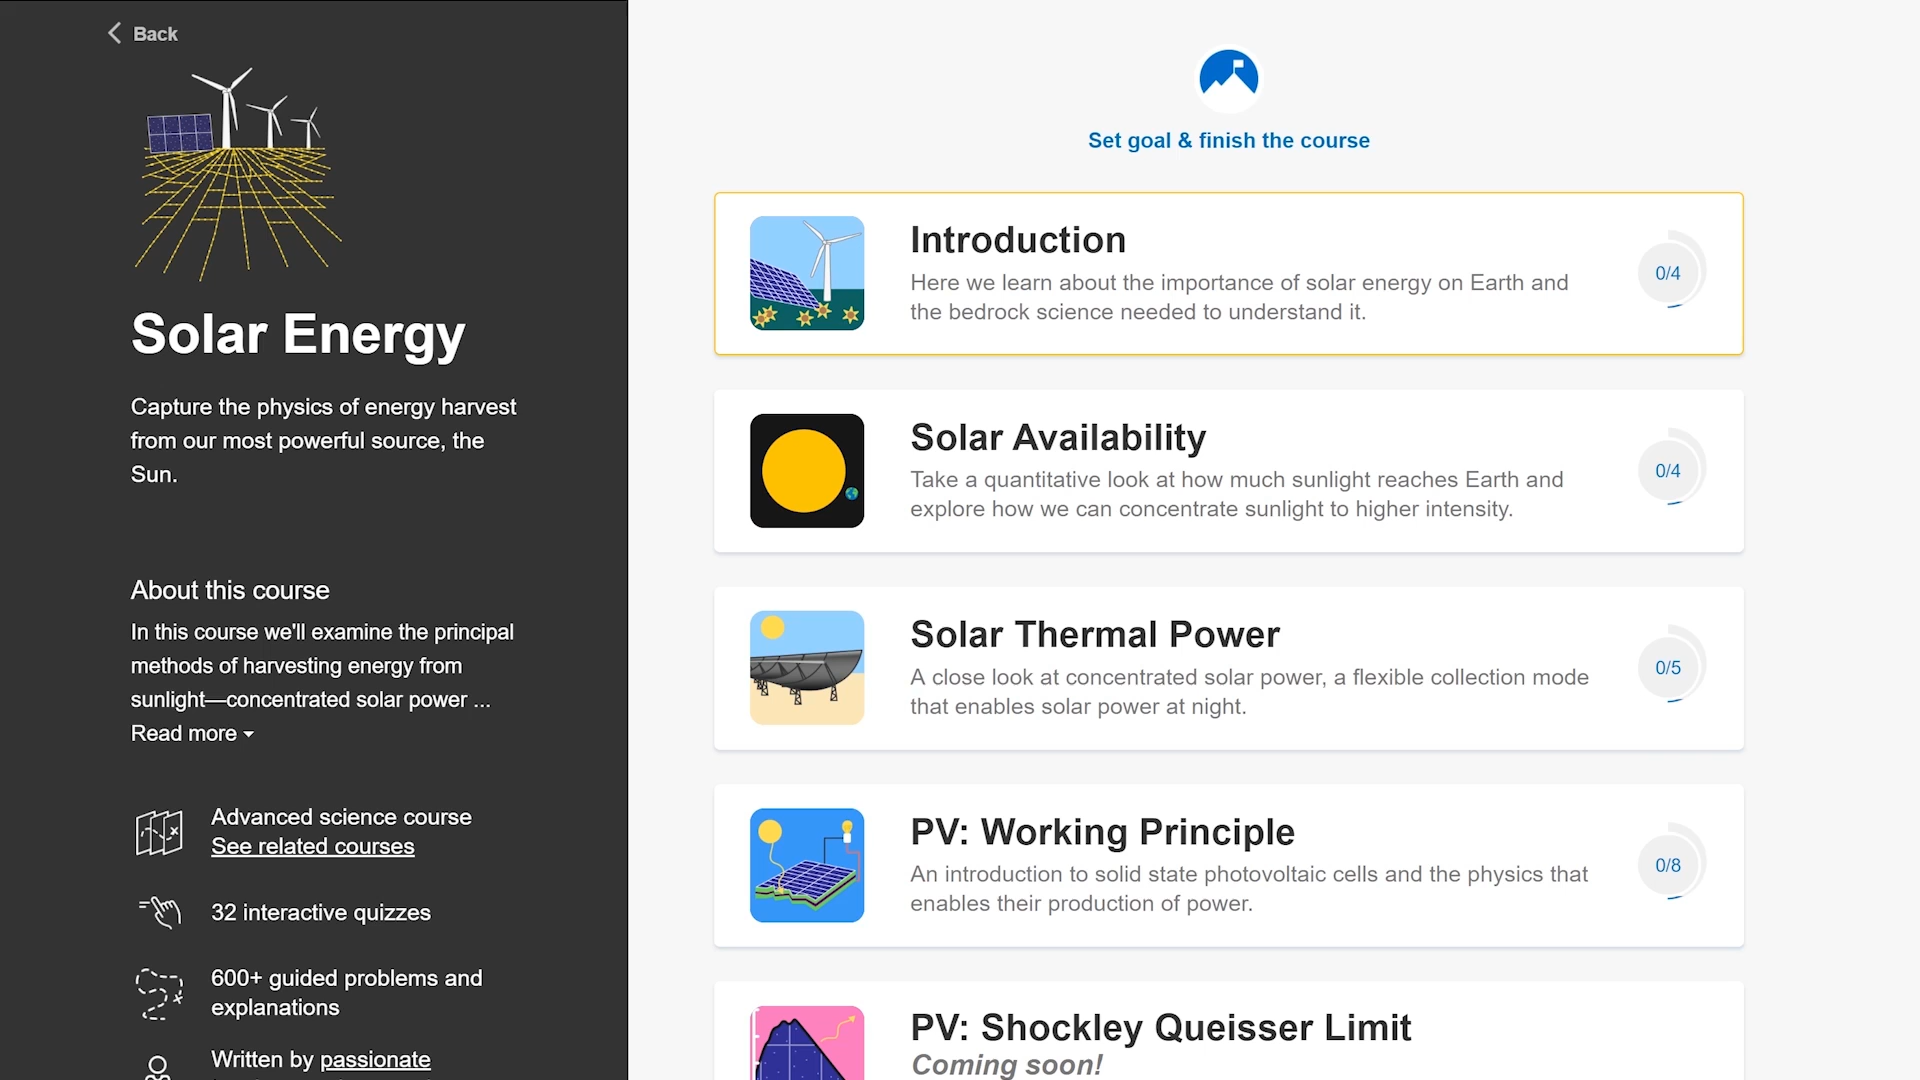 Back
Solar Energy
Capture the physics of energy harvest
from our most powerful source, the
Sun.
About this course
In this course we'll examine the principal
methods of harvesting energy from
sunlight—concentrated solar power ...
Read more
Advanced science course
See related courses
32 interactive quizzes
600+ guided problems and
explanations
Written by passionate
Set goal & finish the course
Introduction
Here we learn about the importance of solar energy on Earth and
the bedrock science needed to understand it.
0/4
Solar Availability
Take a quantitative look at how much sunlight reaches Earth and
explore how we can concentrate sunlight to higher intensity.
0/4
Solar Thermal Power
A close look at concentrated solar power, a flexible collection mode
that enables solar power at night.
0/5
PV: Working Principle
An introduction to solid state photovoltaic cells and the physics that
enables their production of power.
0/8
PV: Shockley Queisser Limit
Coming soon!